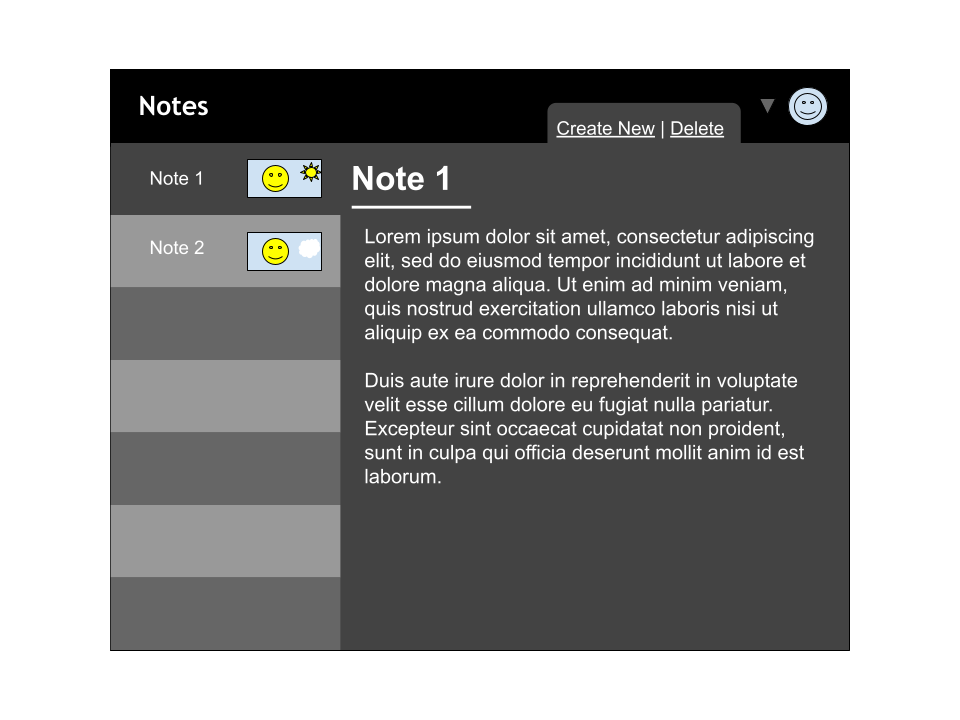 Notes
Create New | Delete
Note 1
Note 2
Note 1
Lorem ipsum dolor sit amet, consectetur adipiscing
elit, sed do eiusmod tempor incididunt ut labore et
dolore magna aliqua. Ut enim ad minim veniam,
quis nostrud exercitation ullamco laboris nisi ut
aliquip ex ea commodo consequat.
Duis aute irure dolor in reprehenderit in voluptate
velit esse cillum dolore eu fugiat nulla pariatur.
Excepteur sint occaecat cupidatat non proident,
sunt in culpa qui officia deserunt mollit anim id est
laborum.